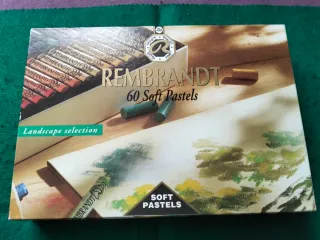 REMBRANDT
60 Soft Pastels
Landscape selection
SOFT
PASTELS